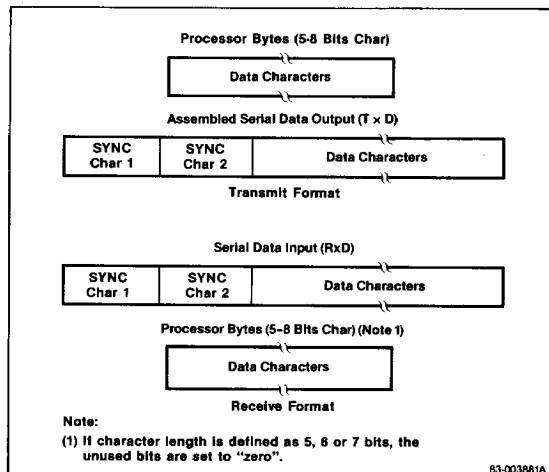 Processor Bytes (5-8 Bits Char)
Data Characters
Assembled Serial Data Output (T x D)
SYNC Char 1
SYNC Char 2
Data Characters
Transmit Format
Serial Data Input (RxD)
SYNC Char 1
SYNC Char 2
Data Characters
Processor Bytes (5-8 Bits Char) (Note 1)
Data Characters
Receive Format
Note:
(1) If character length is defined as 5, 6 or 7 bits, the
unused bits are set to "zero".
83-003881A